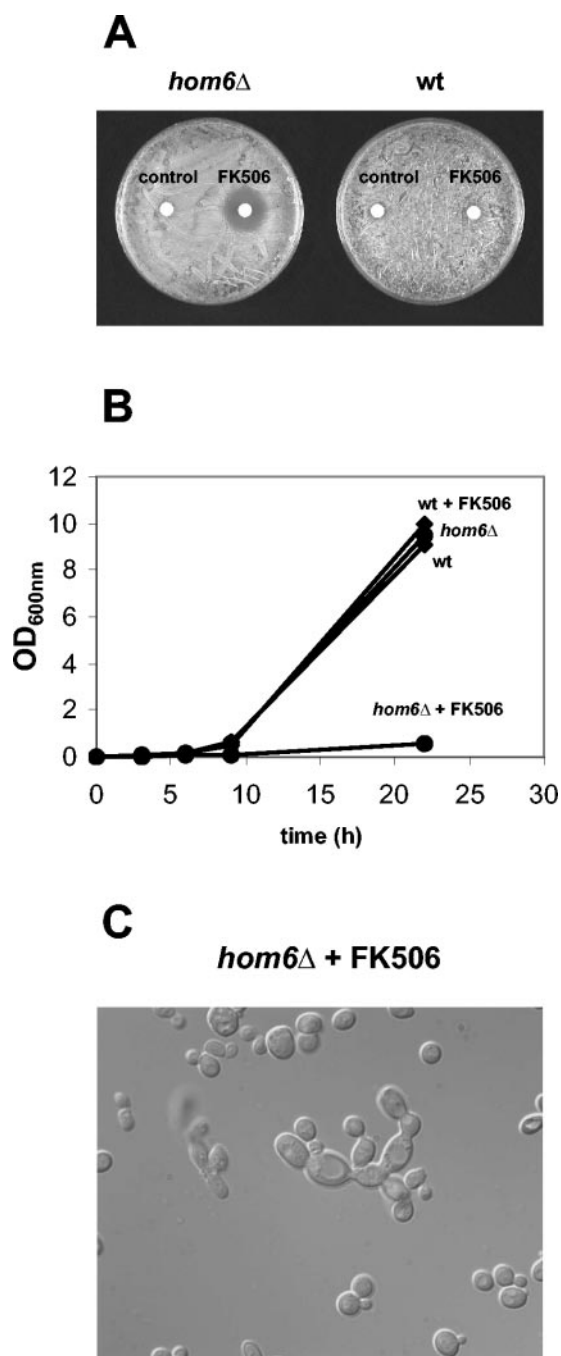 A
hom6Δ wt
control FK506 control FK506
B
12
10
8
6
4
2
0
OD600nm
wt + FK506
hom6Δ
wt
hom6Δ + FK506
0 5 10 15 20 25 30
time (h)
C
hom6Δ + FK506